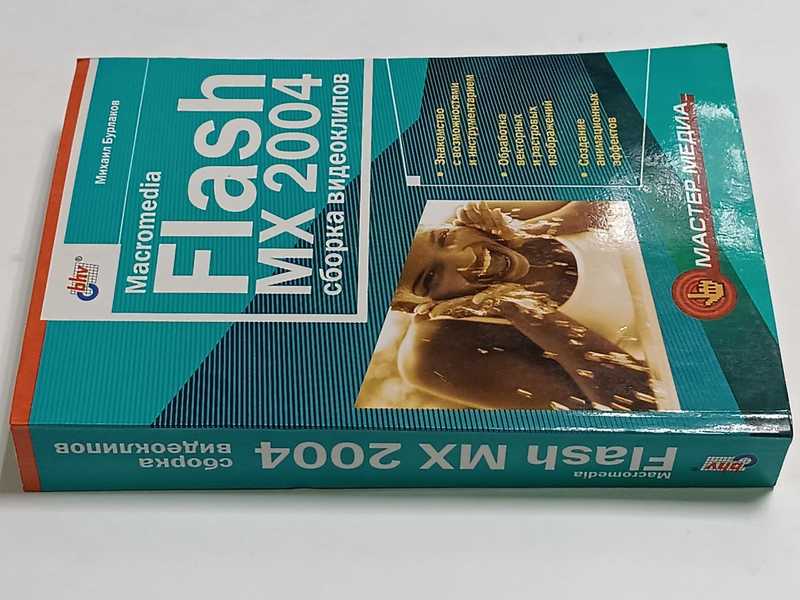 Михаил Бурлаков
bhv®
Macromedia
Flash
MX 2004
сборка видеоклипов
• Знакомство
с возможностями
и инструментарием
• Обработка
векторных
и растровых
изображений
• Создание
анимационных
эффектов
МАСТЕР-МЕДИА
bhv
Macromedia
Flash MX 2004
сборка
видеоклипов